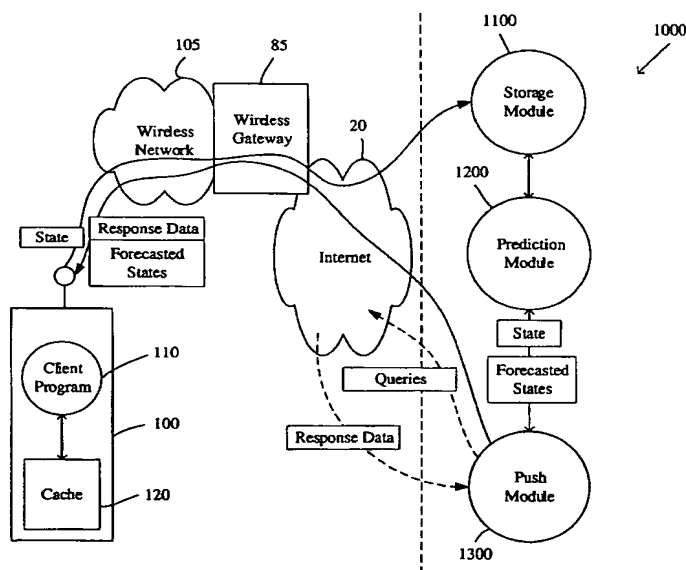 105
85
1100
1000
Storage
Module
Wireless
Network
Wireless
Gateway
20
1200
State
Response Data
Forecasted
States
Internet
Prediction
Module
State
Forecasted
States
Client
Program
110
Queries
100
Response Data
Cache
120
Push
Module
1300